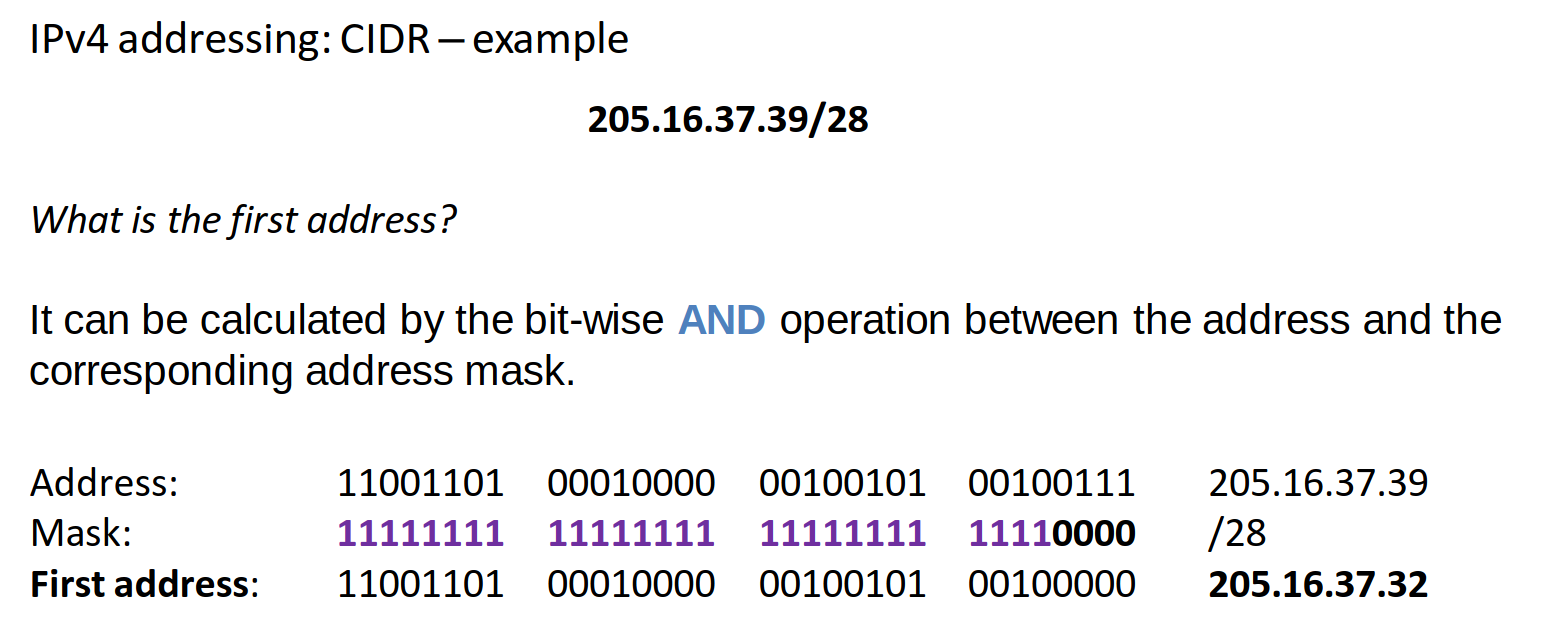 IPv4 addressing: CIDR – example
205.16.37.39/28
What is the first address?
It can be calculated by the bit-wise AND operation between the address and the
corresponding address mask.
Address: 11001101 00010000 00100101 00100111 205.16.37.39
Mask: 11111111 11111111 11111111 11110000 /28
First address: 11001101 00010000 00100101 00100000 205.16.37.32